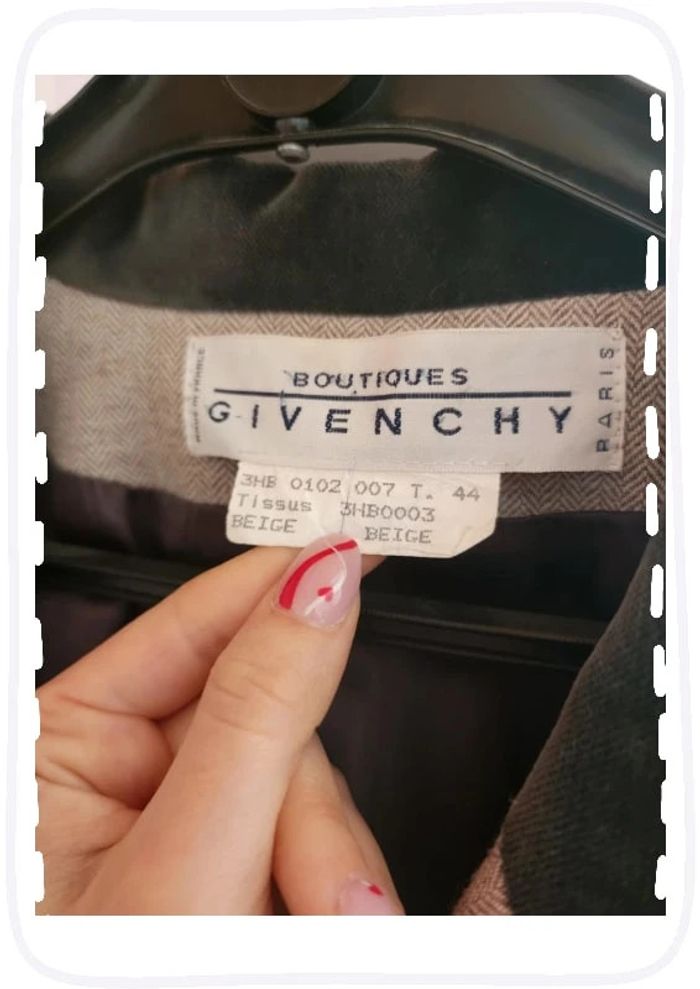 BOUTIQUES
GIVENCHY
PARIS
MADE IN FRANCE
3HB 0102 007 T. 44
Tissus 3HB0003
BEIGE BEIGE